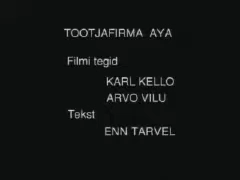 TOOTJAFIRMA AYA
Filmi tegid
KARL KELLO
ARVO VILU
Tekst
ENN TARVEL